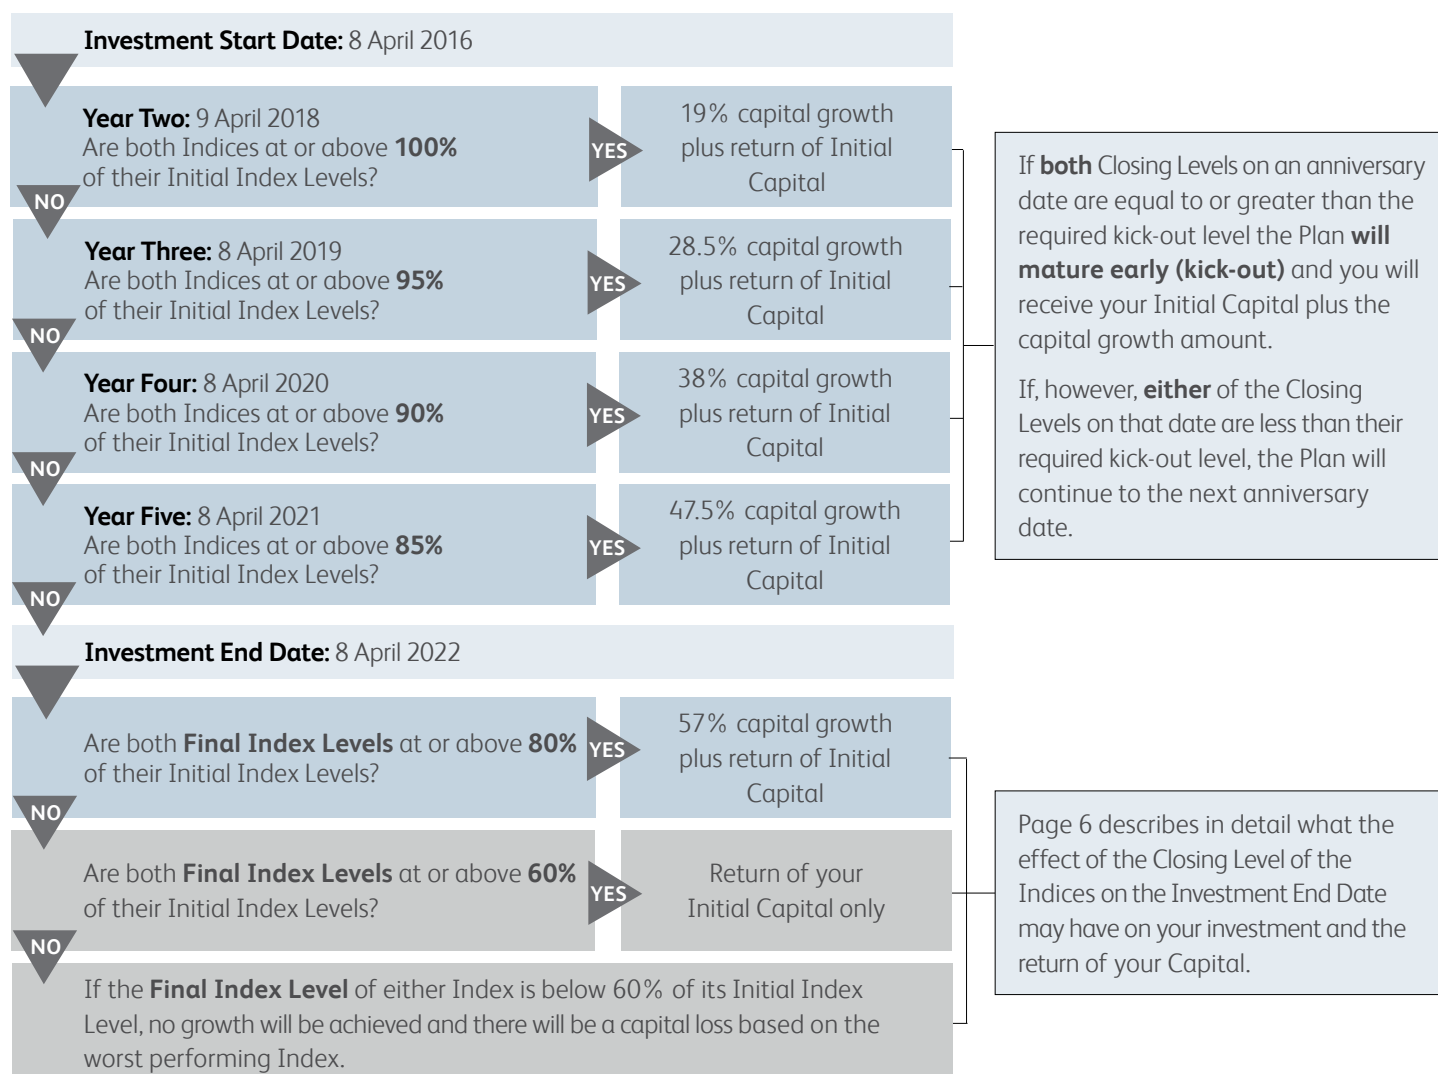 Investment Start Date: 8 April 2016
Year Two: 9 April 2018
Are both Indices at or above 100%
of their Initial Index Levels?
YES
19% capital growth
plus return of Initial
Capital
NO
Year Three: 8 April 2019
Are both Indices at or above 95%
of their Initial Index Levels?
YES
28.5% capital growth
plus return of Initial
Capital
NO
Year Four: 8 April 2020
Are both Indices at or above 90%
of their Initial Index Levels?
YES
38% capital growth
plus return of Initial
Capital
NO
Year Five: 8 April 2021
Are both Indices at or above 85%
of their Initial Index Levels?
YES
47.5% capital growth
plus return of Initial
Capital
NO
If both Closing Levels on an anniversary
date are equal to or greater than the
required kick-out level the Plan will
mature early (kick-out) and you will
receive your Initial Capital plus the
capital growth amount.
If, however, either of the Closing
Levels on that date are less than their
required kick-out level, the Plan will
continue to the next anniversary
date.
Investment End Date: 8 April 2022
Are both Final Index Levels at or above 80%
of their Initial Index Levels?
YES
57% capital growth
plus return of Initial
Capital
NO
Are both Final Index Levels at or above 60%
of their Initial Index Levels?
YES
Return of your
Initial Capital only
NO
If the Final Index Level of either Index is below 60% of its Initial Index
Level, no growth will be achieved and there will be a capital loss based on the
worst performing Index.
Page 6 describes in detail what the
effect of the Closing Level of the
Indices on the Investment End Date
may have on your investment and the
return of your Capital.